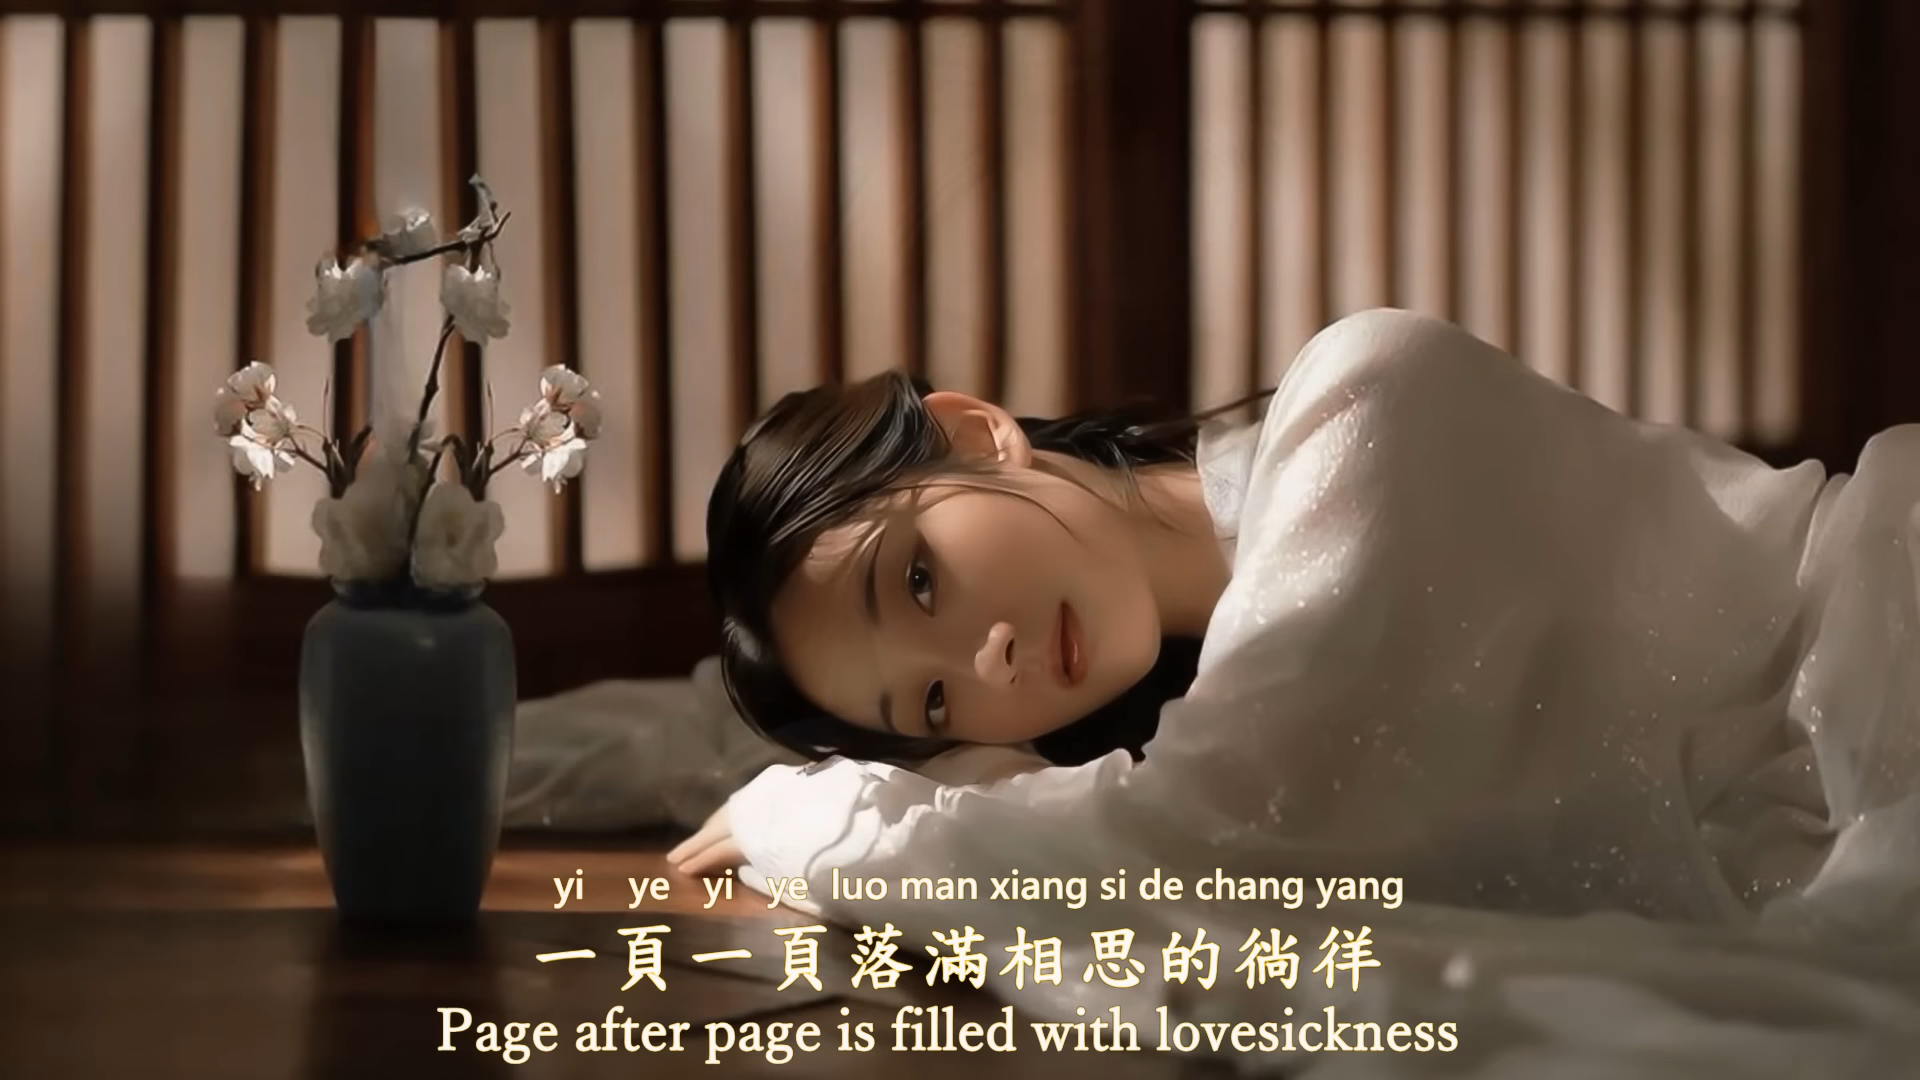 yi ye yi ye luo man xiang si de chang yang
一頁一頁落滿相思的徜徉
Page after page is filled with lovesickness